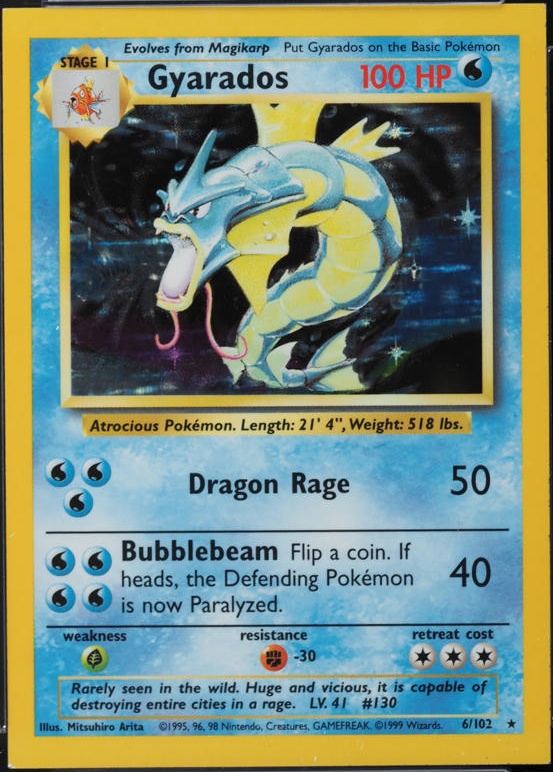 Evolves from Magikarp Put Gyarados on the Basic Pokémon
STAGE 1
Gyarados 100 HP
Atrocious Pokémon. Length: 21' 4", Weight: 518 lbs.
Dragon Rage 50
Bubblebeam Flip a coin. If
heads, the Defending Pokémon 40
is now Paralyzed.
weakness resistance retreat cost
-30
Rarely seen in the wild. Huge and vicious, it is capable of
destroying entire cities in a rage. LV. 41 #130
Illus. Mitsuhiro Arita ©1995, 96, 98 Nintendo, Creatures, GAMEFREAK. ©1999 Wizards. 6/102 ★